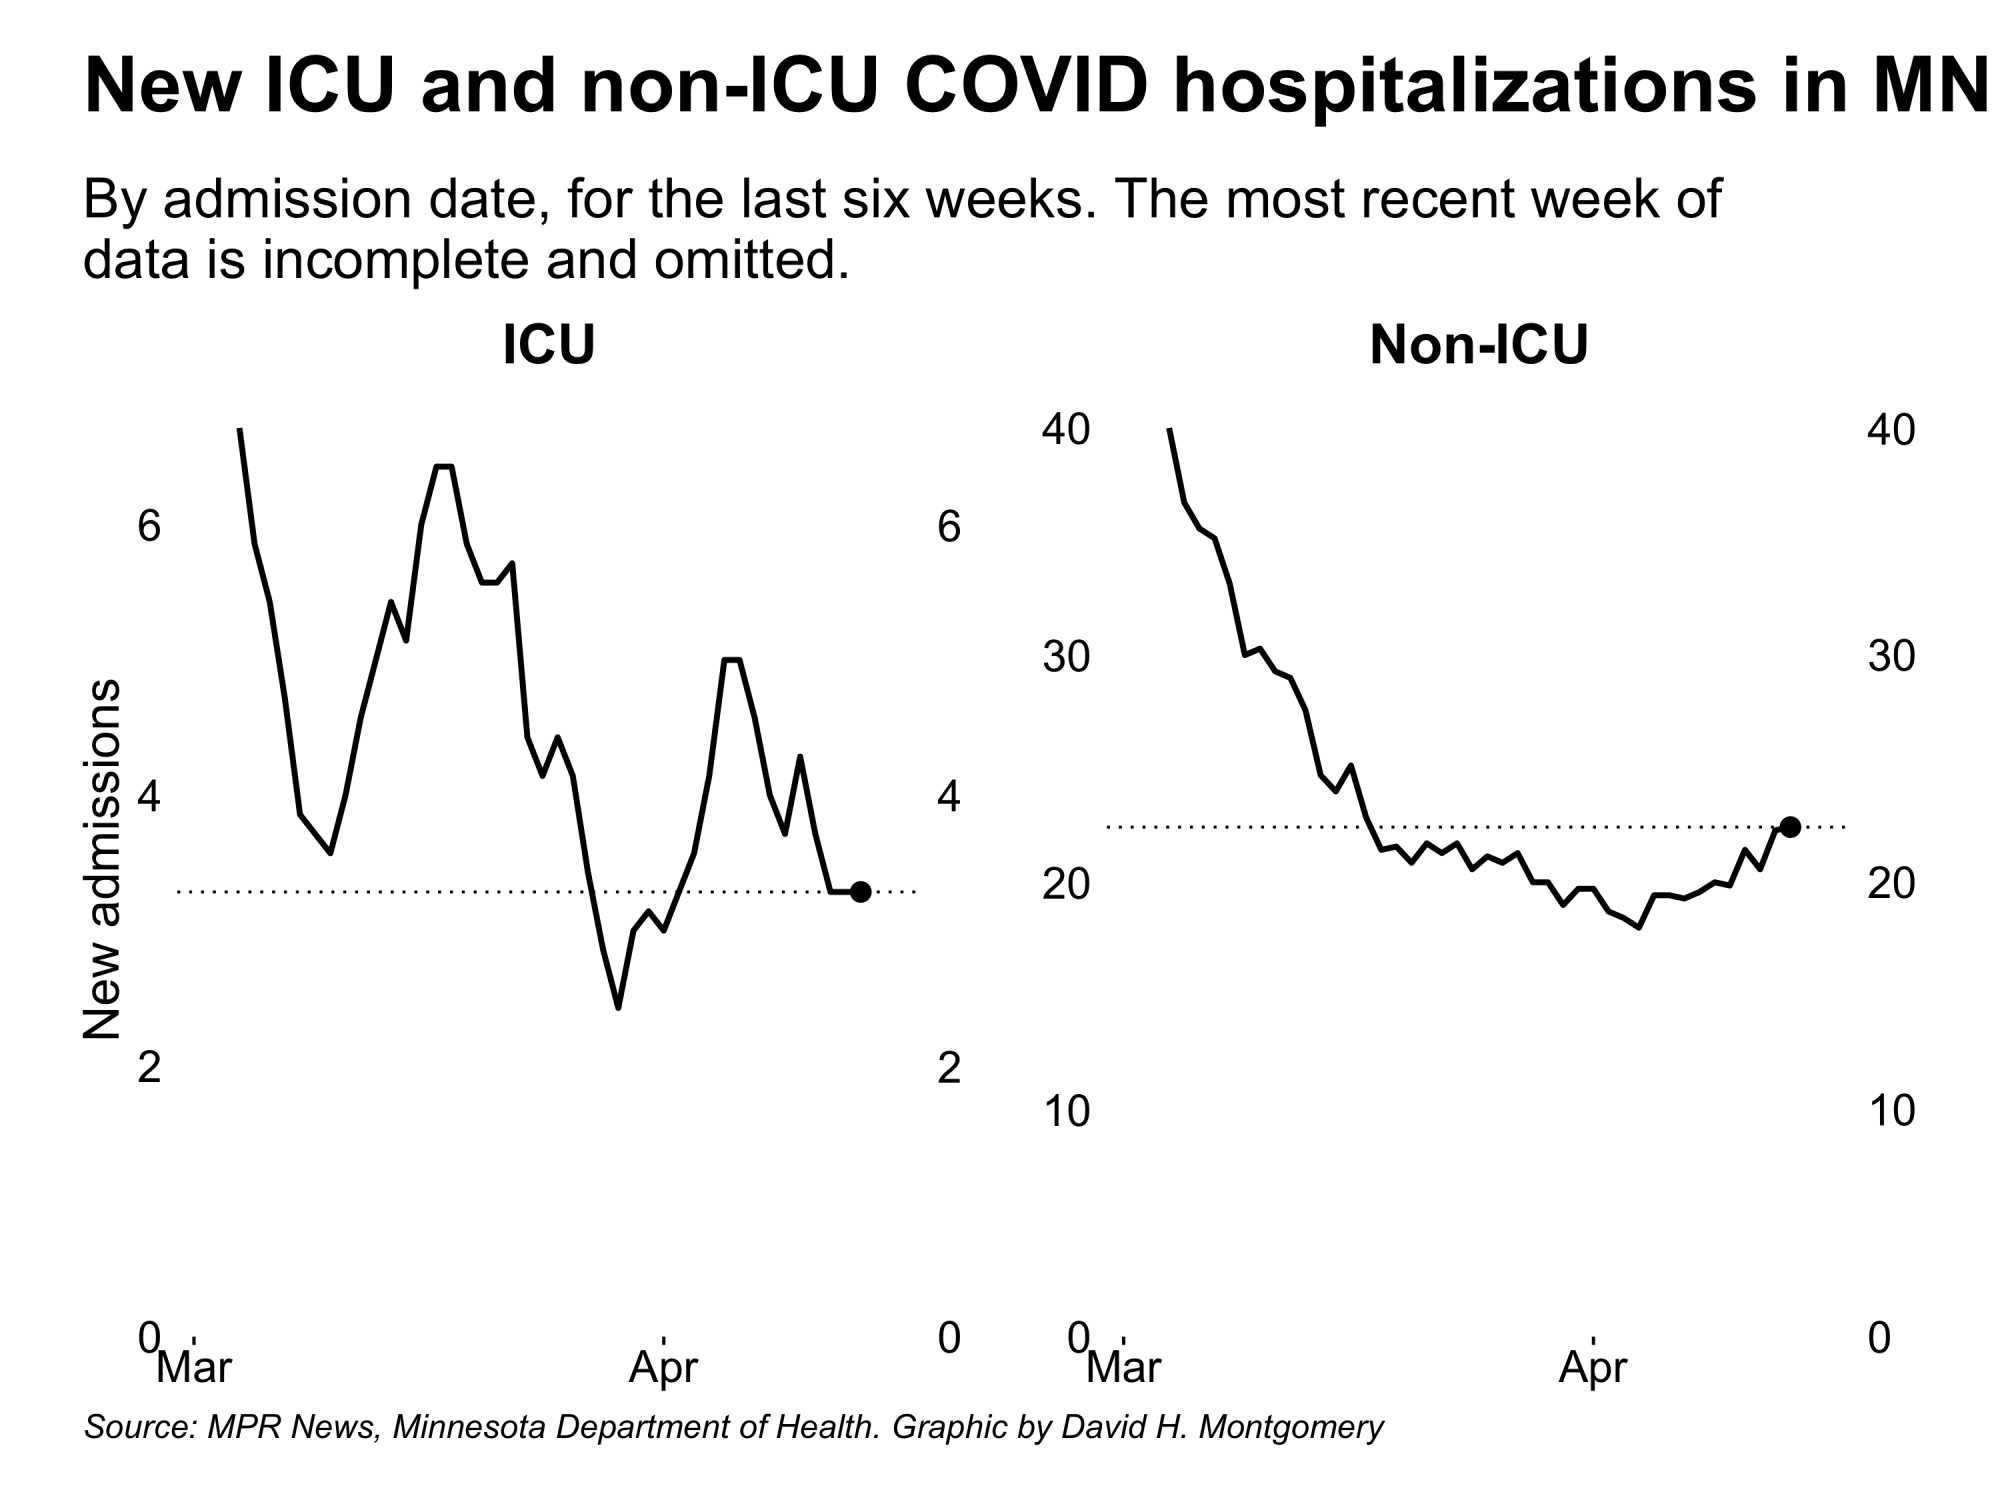 New ICU and non-ICU COVID hospitalizations in MN
By admission date, for the last six weeks. The most recent week of
data is incomplete and omitted.
ICU
Non-ICU
New admissions
6
4
2
0
6
4
2
0
Mar
Apr
40
30
20
10
0
40
30
20
10
0
Mar
Apr
Source: MPR News, Minnesota Department of Health. Graphic by David H. Montgomery